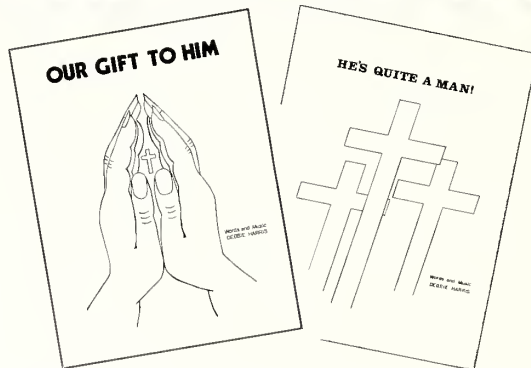 OUR GIFT TO HIM
Words and Music
DEBBIE HARRIS
HE'S QUITE A MAN!
Words and Music
DEBBIE HARRIS